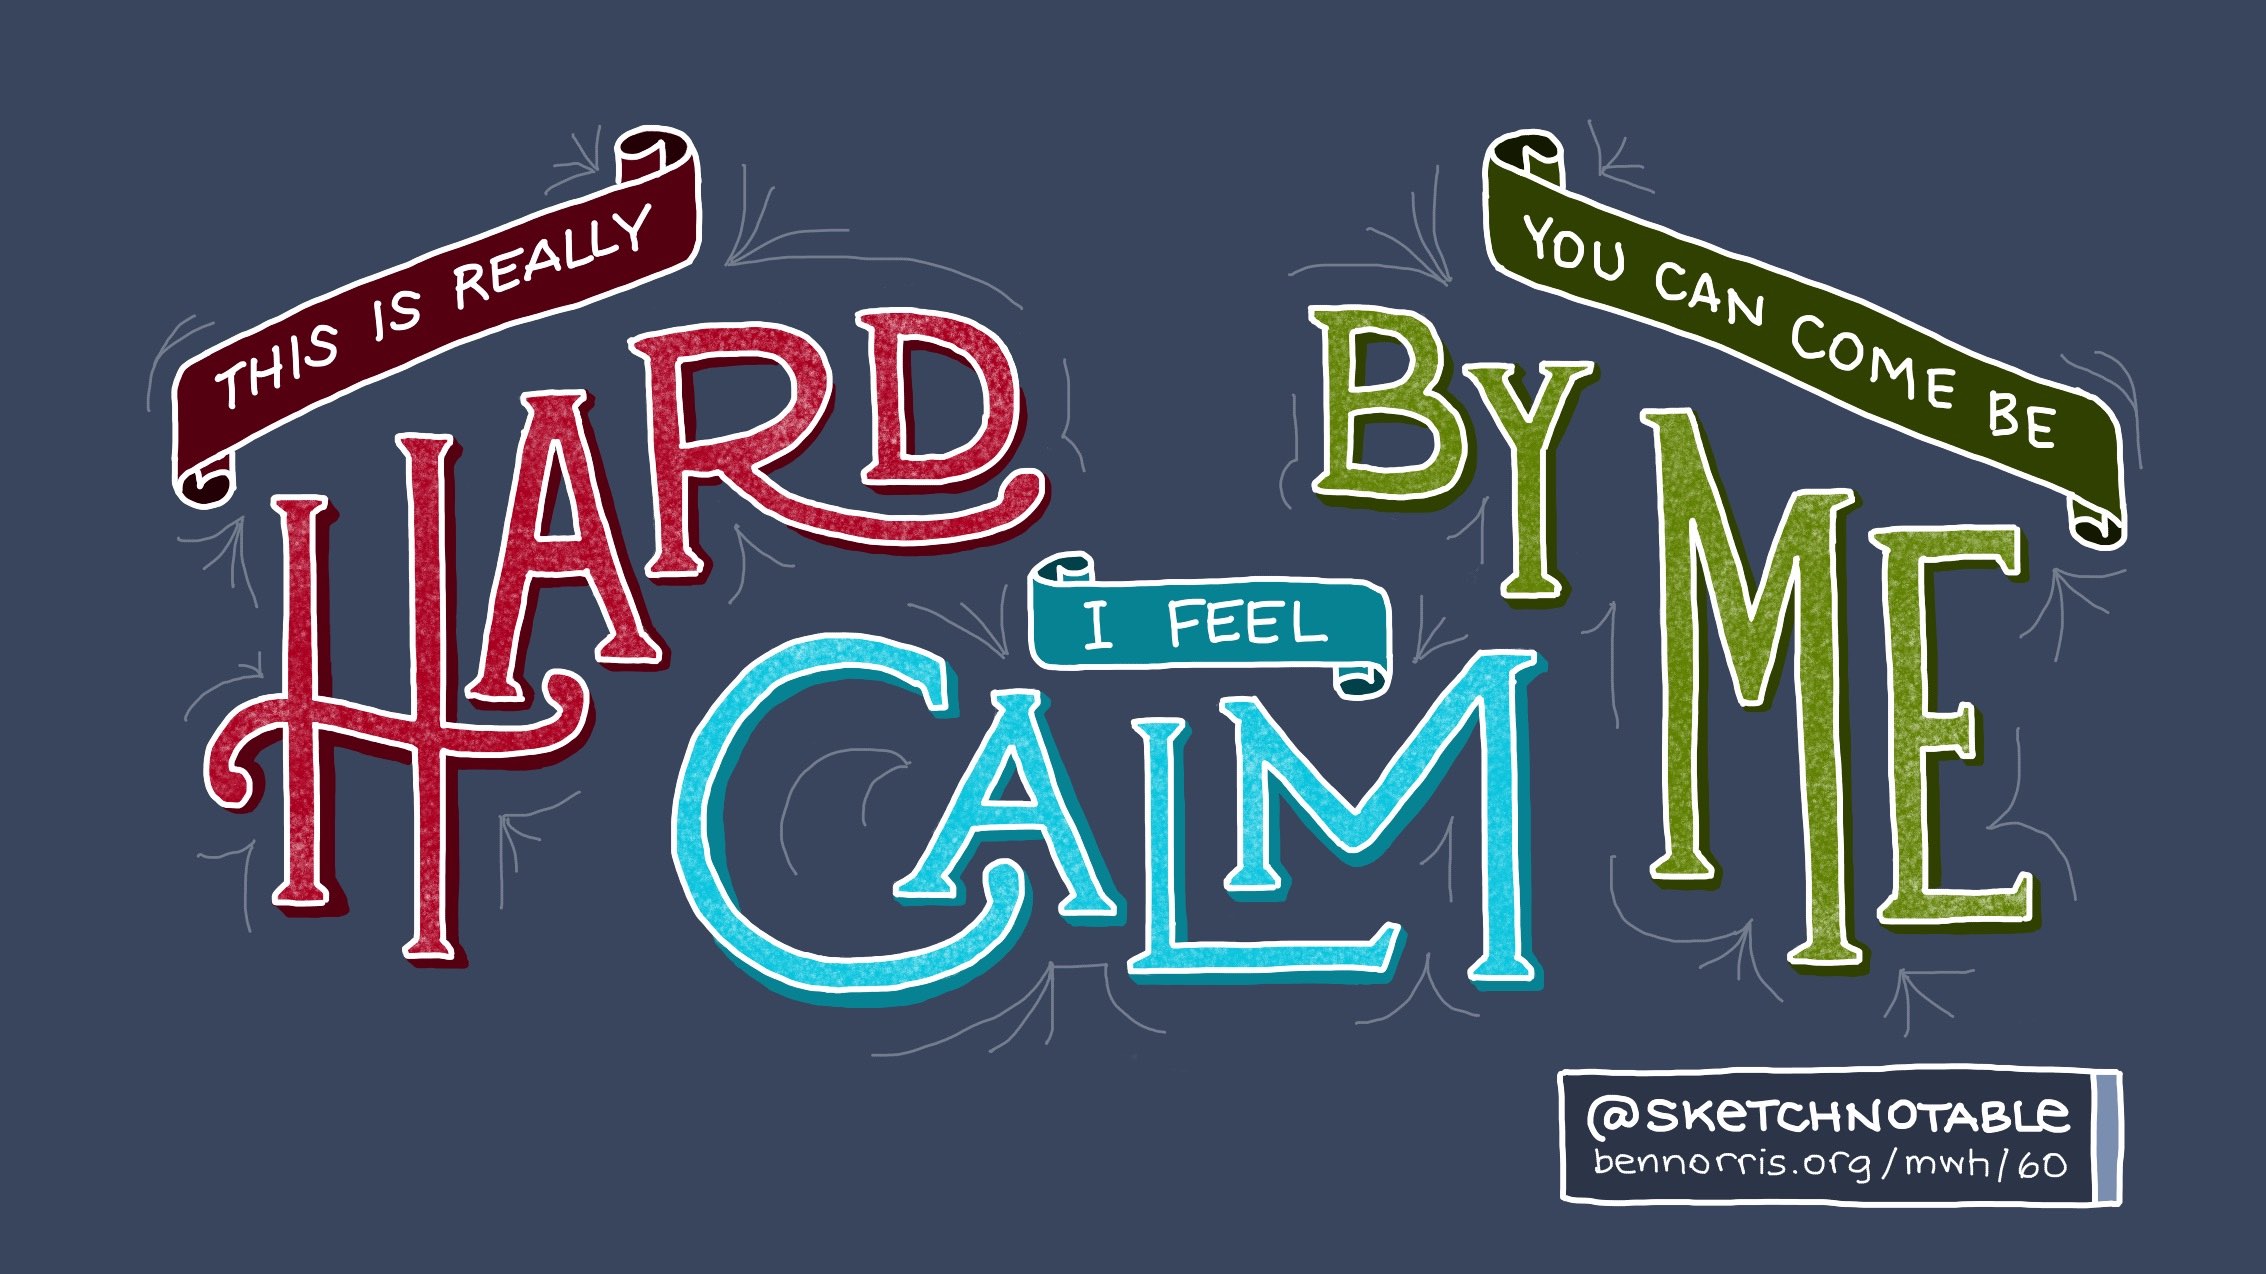 THIS IS REALLY
HARD
I FEEL
CALM
YOU CAN COME BE
BY ME
@SKETCHNOTABLE
bennorris.org/mwh/60